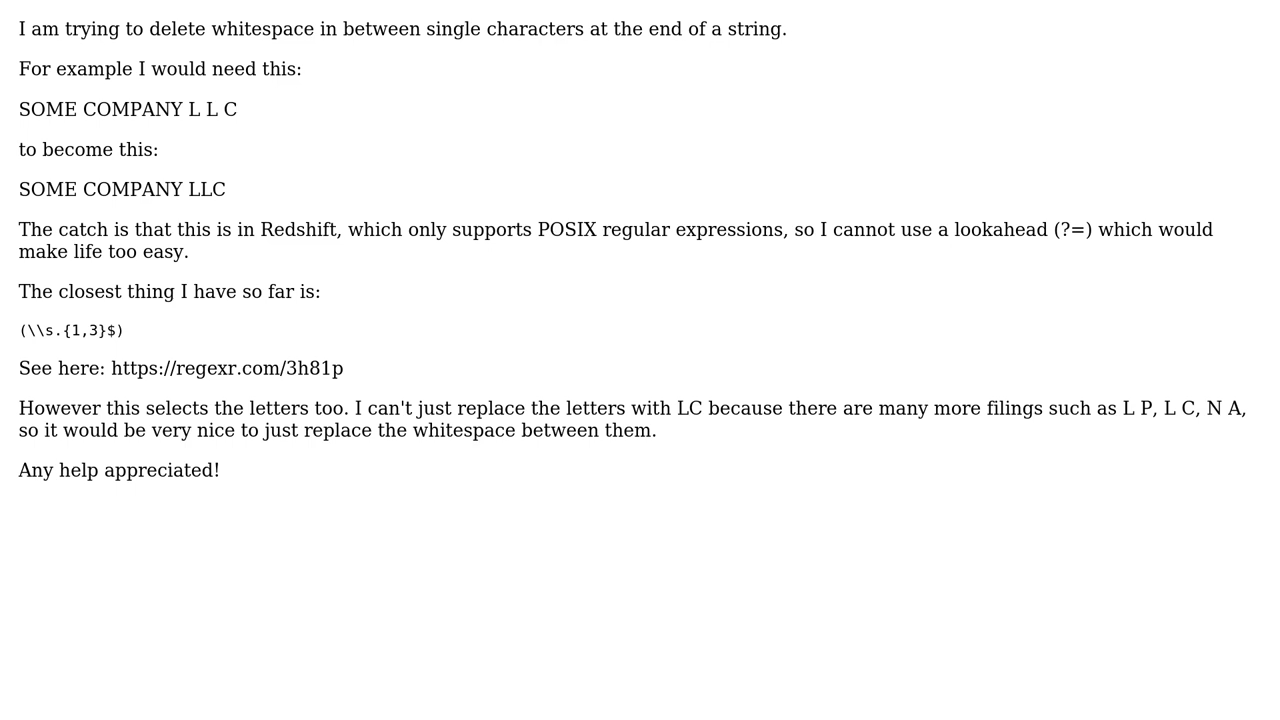 I am trying to delete whitespace in between single characters at the end of a string.
For example I would need this:
SOME COMPANY L L C
to become this:
SOME COMPANY LLC
The catch is that this is in Redshift, which only supports POSIX regular expressions, so I cannot use a lookahead (?=) which would
make life too easy.
The closest thing I have so far is:
(\\s.{1,3}$)
See here: https://regexr.com/3h81p
However this selects the letters too. I can't just replace the letters with LC because there are many more filings such as L P, L C, N A,
so it would be very nice to just replace the whitespace between them.
Any help appreciated!